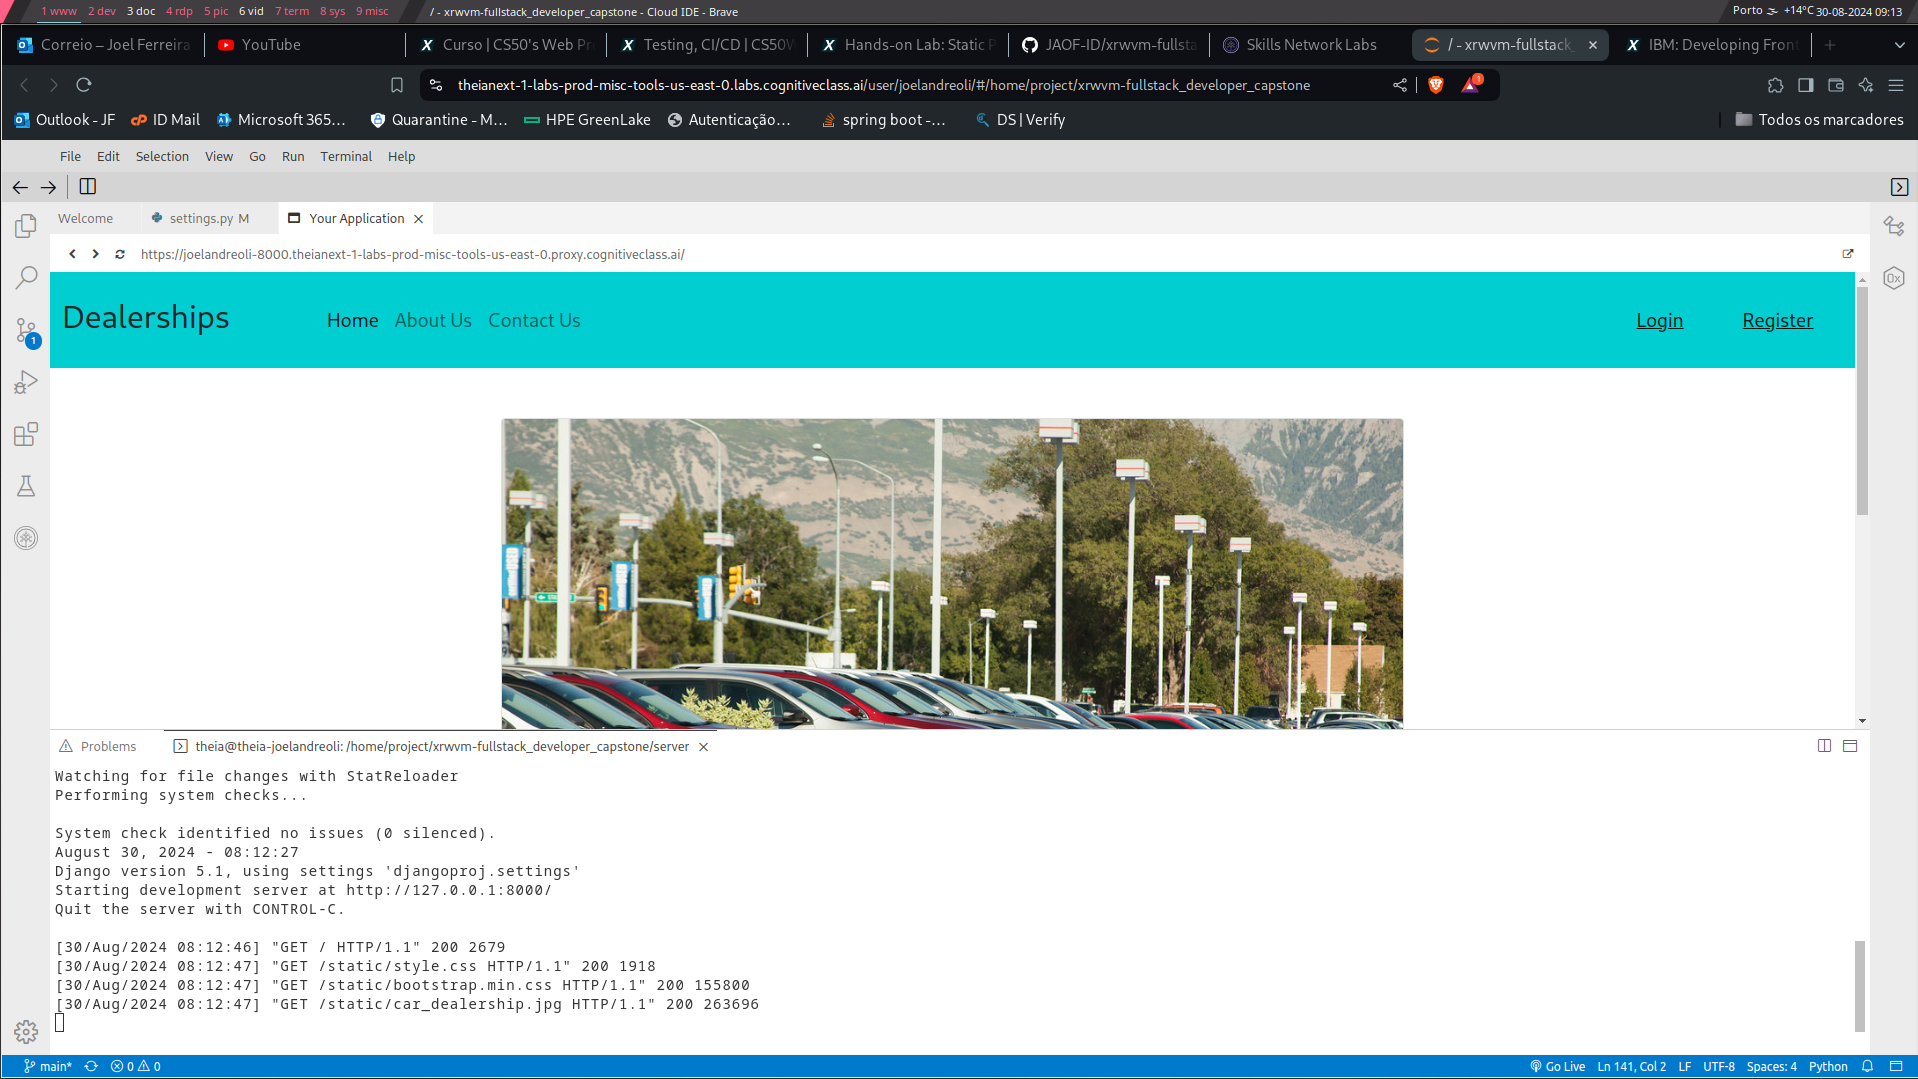 1 www 2 dev 3 doc 4 rdp 5 pic 6 vid 7 term 8 sys 9 misc
/ - xrwvm-fullstack_developer_capstone - Cloud IDE - Brave
Porto +14°C 30-08-2024 09:13
Correio – Joel Ferreira
YouTube
Curso | CS50's Web Pr
Testing, CI/CD | CS50W
Hands-on Lab: Static P
JAOF-ID/xrwvm-fullsta
Skills Network Labs
/ - xrwvm-fullstack_
IBM: Developing Front
theianext-1-labs-prod-misc-tools-us-east-0.labs.cognitiveclass.ai/user/joelandreoli/#/home/project/xrwvm-fullstack_developer_capstone
1
Outlook - JF
ID Mail
Microsoft 365…
Quarantine - M…
HPE GreenLake
Autenticação…
spring boot -…
DS | Verify
Todos os marcadores
File Edit Selection View Go Run Terminal Help
Welcome
settings.py M
Your Application
https://joelandreoli-8000.theianext-1-labs-prod-misc-tools-us-east-0.proxy.cognitiveclass.ai/
Dealerships
Home About Us Contact Us
Login Register
1
0x
Problems
theia@theia-joelandreoli: /home/project/xrwvm-fullstack_developer_capstone/server
Watching for file changes with StatReloader
Performing system checks...
System check identified no issues (0 silenced).
August 30, 2024 - 08:12:27
Django version 5.1, using settings 'djangoproj.settings'
Starting development server at http://127.0.0.1:8000/
Quit the server with CONTROL-C.
[30/Aug/2024 08:12:46] "GET / HTTP/1.1" 200 2679
[30/Aug/2024 08:12:47] "GET /static/style.css HTTP/1.1" 200 1918
[30/Aug/2024 08:12:47] "GET /static/bootstrap.min.css HTTP/1.1" 200 155800
[30/Aug/2024 08:12:47] "GET /static/car_dealership.jpg HTTP/1.1" 200 263696
main* 0 0
Go Live Ln 141, Col 2 LF UTF-8 Spaces: 4 Python